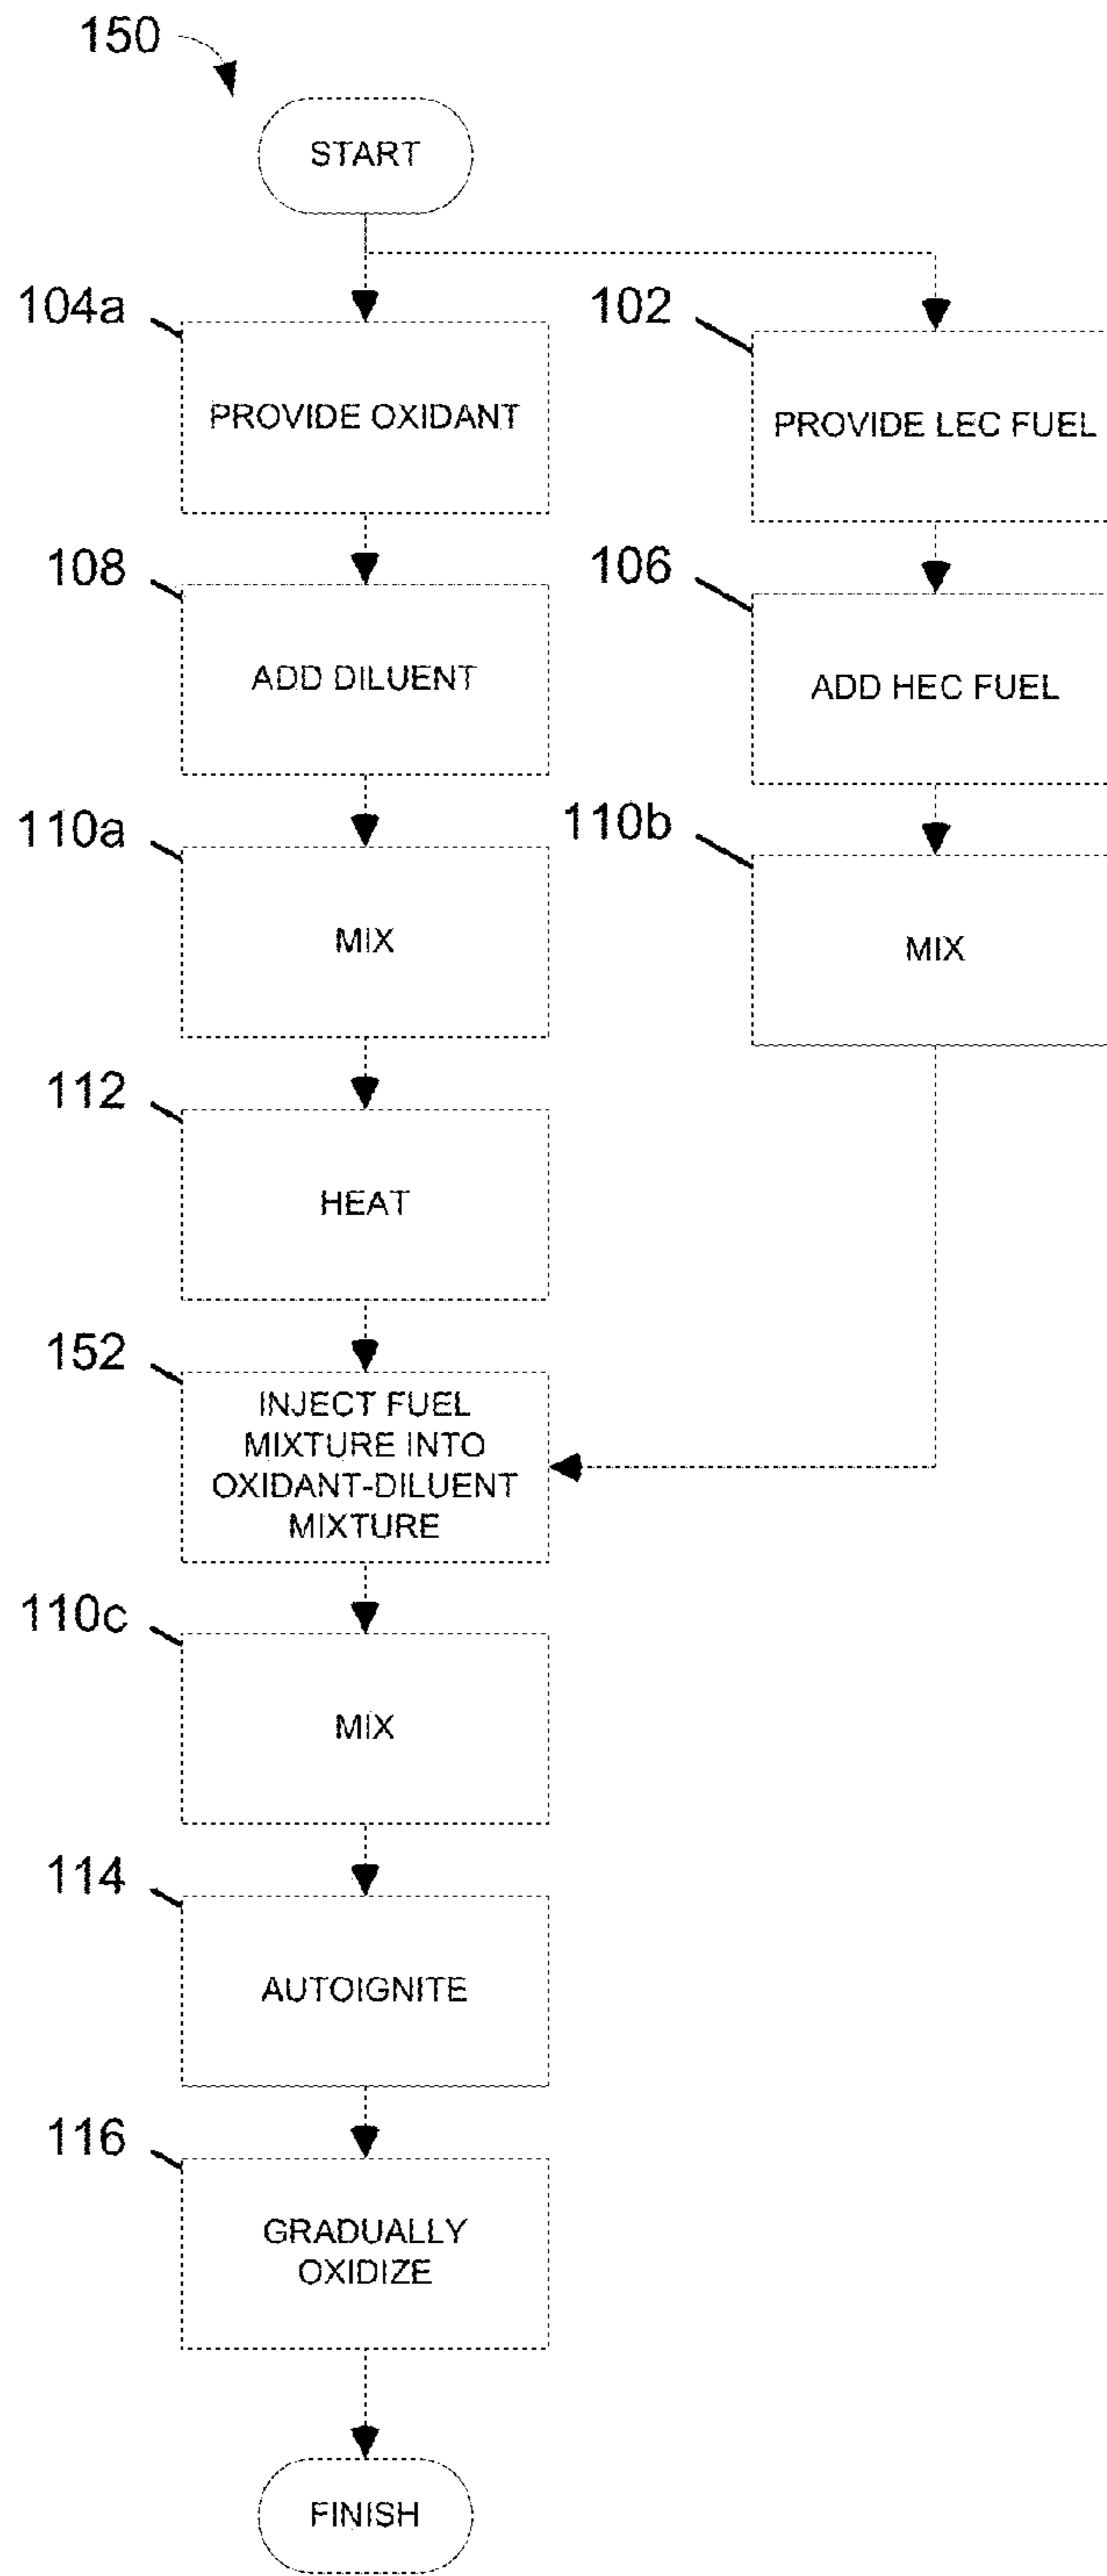 150
START
104a
PROVIDE OXIDANT
102
PROVIDE LEC FUEL
108
ADD DILUENT
106
ADD HEC FUEL
110a
MIX
110b
MIX
112
HEAT
152
INJECT FUEL
MIXTURE INTO
OXIDANT-DILUENT
MIXTURE
110c
MIX
114
AUTOIGNITE
116
GRADUALLY
OXIDIZE
FINISH